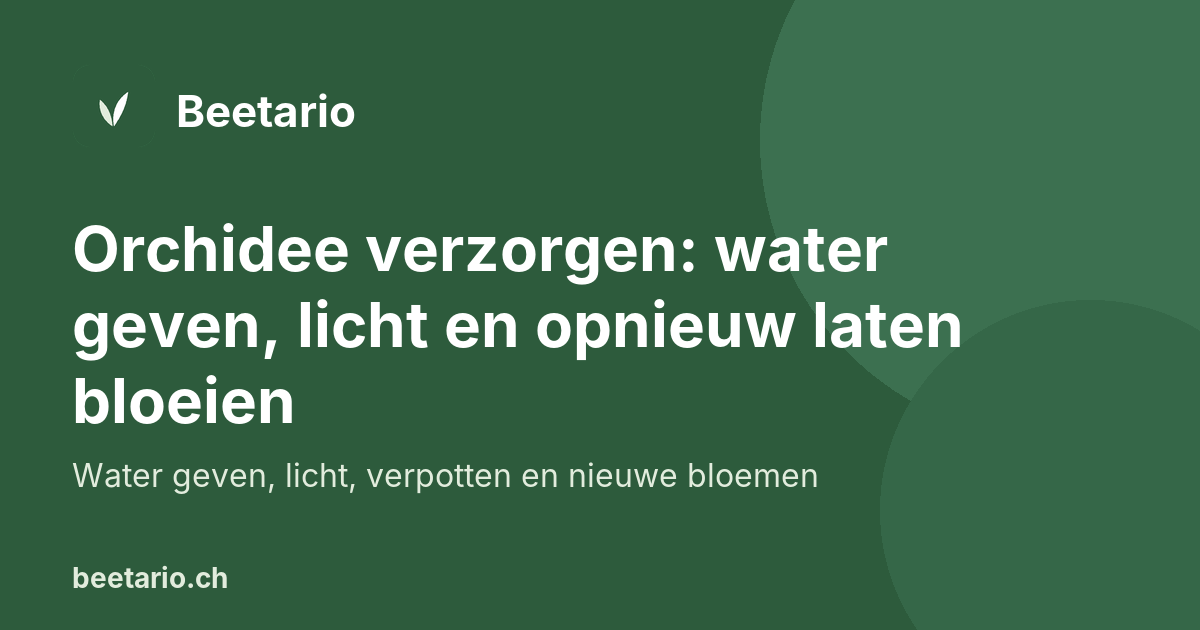 Beetario
Orchidee verzorgen: water
geven, licht en opnieuw laten
bloeien
Water geven, licht, verpotten en nieuwe bloemen
beetario.ch